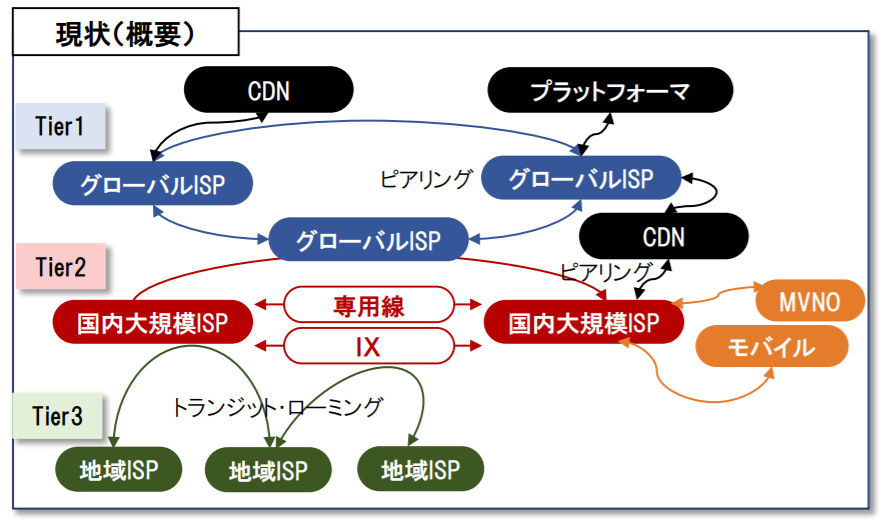 現状(概要)
CDN
プラットフォーマ
Tier1
グローバルISP
ピアリング
グローバルISP
グローバルISP
CDN
Tier2
ピアリング
国内大規模ISP
専用線
国内大規模ISP
MVNO
IX
モバイル
Tier3
トランジット・ローミング
地域ISP
地域ISP
地域ISP